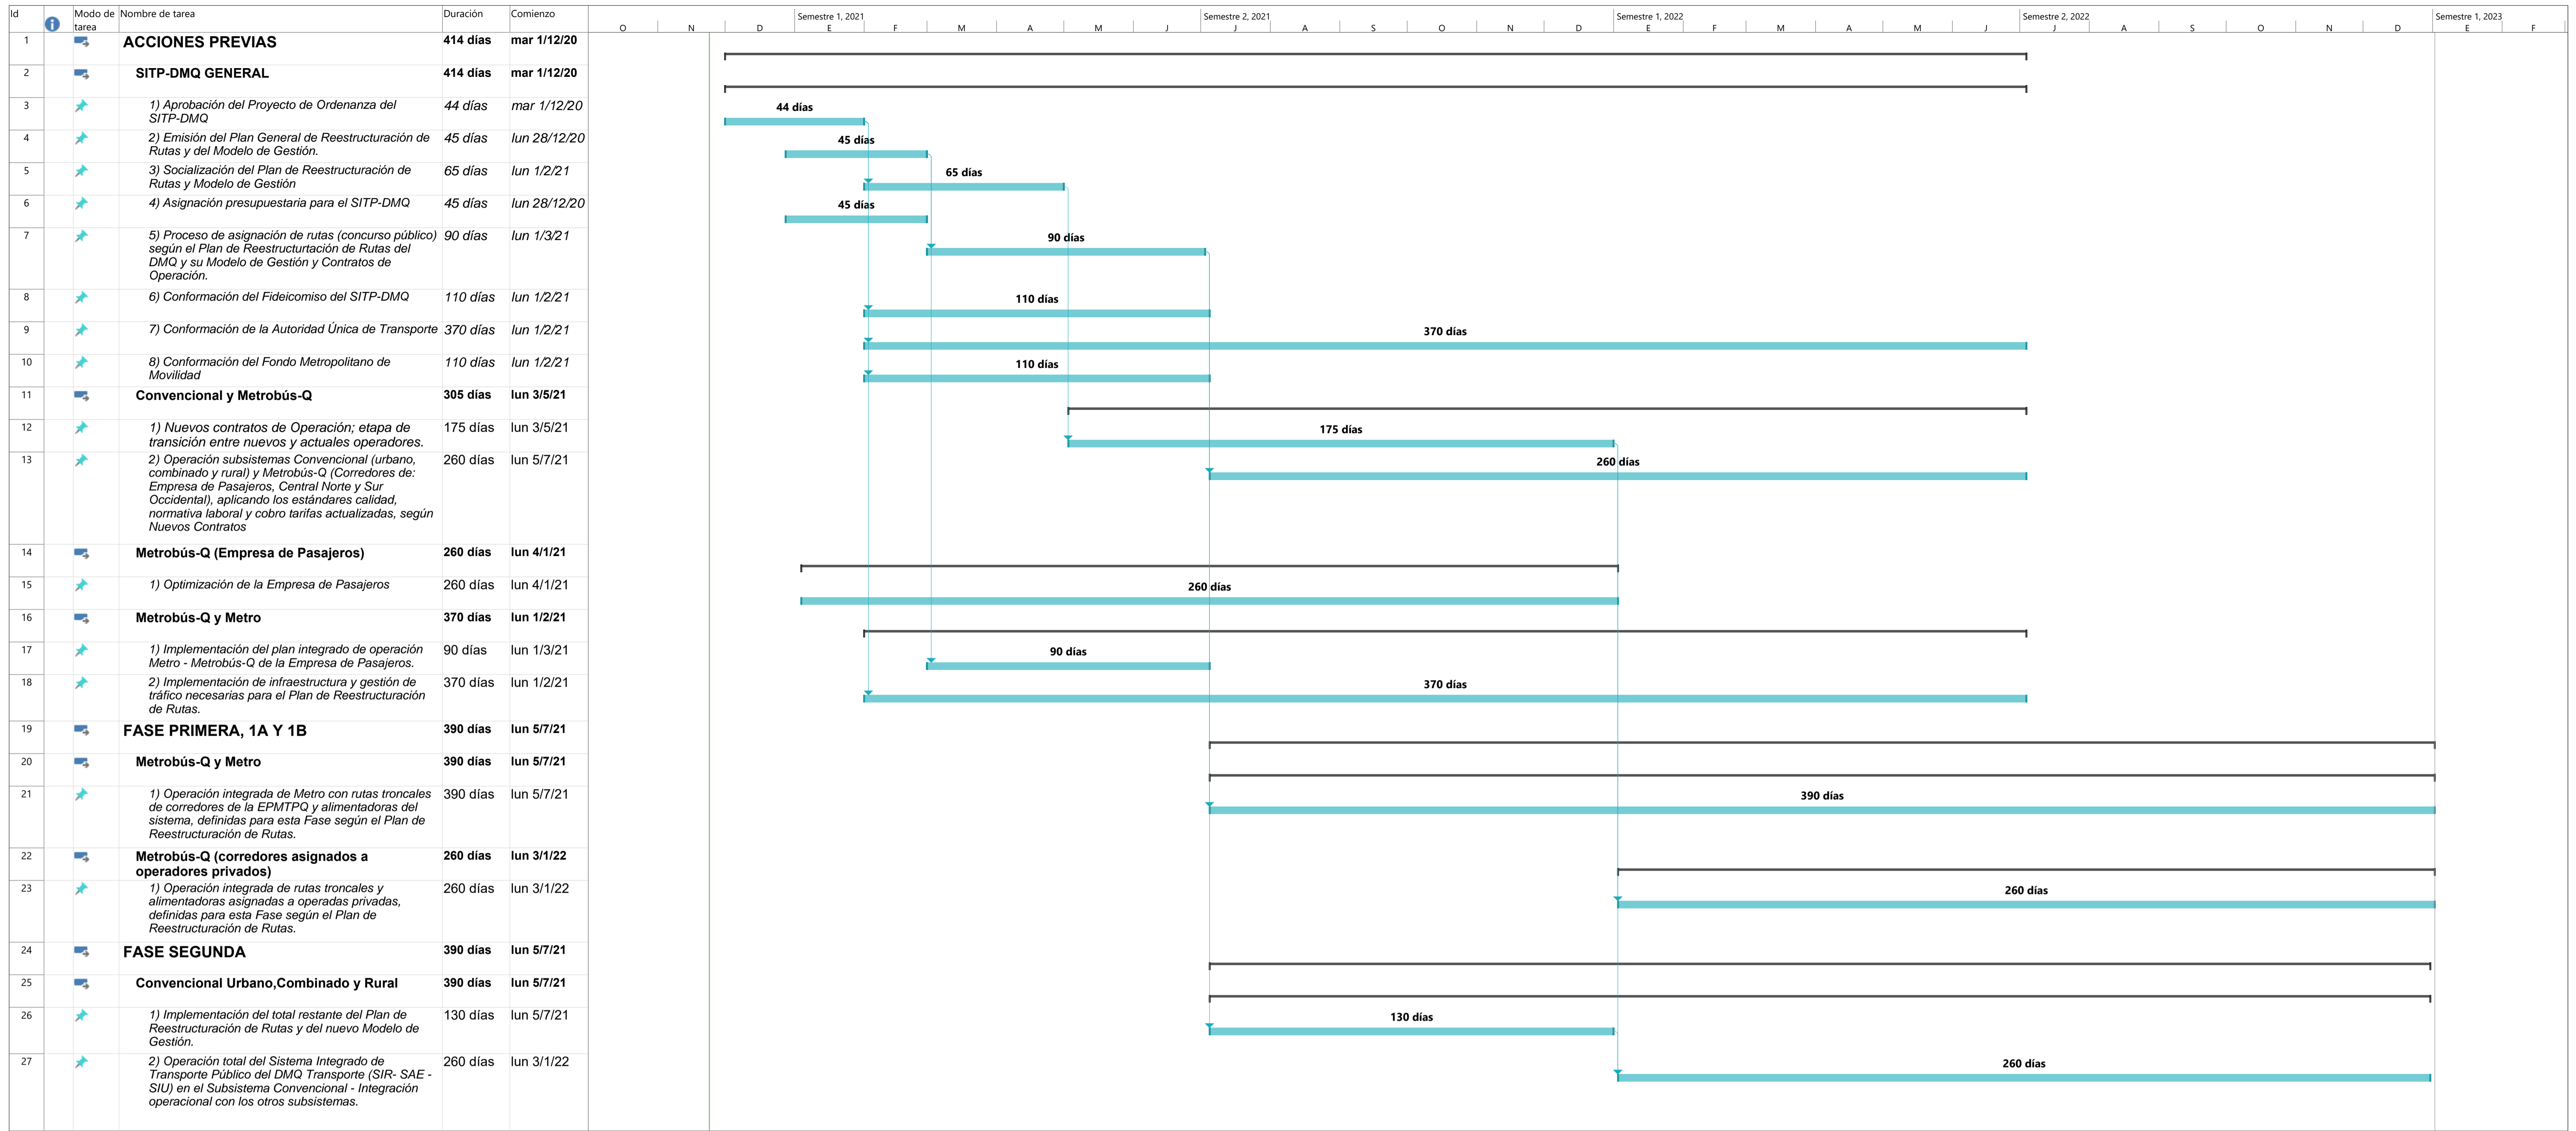 Id Modo de Nombre de tarea Duración Comienzo
tarea
Semestre 1, 2021 Semestre 2, 2021 Semestre 1, 2022 Semestre 2, 2022 Semestre 1, 2023
O N D E F M A M J J A S O N D E F M A M J J A S O N D E F
1 ACCIONES PREVIAS 414 días mar 1/12/20
2 SITP-DMQ GENERAL 414 días mar 1/12/20
3 1) Aprobación del Proyecto de Ordenanza del 44 días mar 1/12/20
SITP-DMQ
44 días
4 2) Emisión del Plan General de Reestructuración de 45 días lun 28/12/20
Rutas y del Modelo de Gestión.
45 días
5 3) Socialización del Plan de Reestructuración de 65 días lun 1/2/21
Rutas y Modelo de Gestión
65 días
6 4) Asignación presupuestaria para el SITP-DMQ 45 días lun 28/12/20
45 días
7 5) Proceso de asignación de rutas (concurso público) 90 días lun 1/3/21
según el Plan de Reestructurtación de Rutas del
DMQ y su Modelo de Gestión y Contratos de
Operación.
90 días
8 6) Conformación del Fideicomiso del SITP-DMQ 110 días lun 1/2/21
110 días
9 7) Conformación de la Autoridad Única de Transporte 370 días lun 1/2/21
370 días
10 8) Conformación del Fondo Metropolitano de 110 días lun 1/2/21
Movilidad
110 días
11 Convencional y Metrobús-Q 305 días lun 3/5/21
12 1) Nuevos contratos de Operación; etapa de 175 días lun 3/5/21
transición entre nuevos y actuales operadores.
175 días
13 2) Operación subsistemas Convencional (urbano, 260 días lun 5/7/21
combinado y rural) y Metrobús-Q (Corredores de:
Empresa de Pasajeros, Central Norte y Sur
Occidental), aplicando los estándares calidad,
normativa laboral y cobro tarifas actualizadas, según
Nuevos Contratos
260 días
14 Metrobús-Q (Empresa de Pasajeros) 260 días lun 4/1/21
15 1) Optimización de la Empresa de Pasajeros 260 días lun 4/1/21
260 días
16 Metrobús-Q y Metro 370 días lun 1/2/21
17 1) Implementación del plan integrado de operación 90 días lun 1/3/21
Metro - Metrobús-Q de la Empresa de Pasajeros.
90 días
18 2) Implementación de infraestructura y gestión de 370 días lun 1/2/21
tráfico necesarias para el Plan de Reestructuración
de Rutas.
370 días
19 FASE PRIMERA, 1A Y 1B 390 días lun 5/7/21
20 Metrobús-Q y Metro 390 días lun 5/7/21
21 1) Operación integrada de Metro con rutas troncales 390 días lun 5/7/21
de corredores de la EPMTPQ y alimentadoras del
sistema, definidas para esta Fase según el Plan de
Reestructuración de Rutas.
390 días
22 Metrobús-Q (corredores asignados a 260 días lun 3/1/22
operadores privados)
23 1) Operación integrada de rutas troncales y 260 días lun 3/1/22
alimentadoras asignadas a operadas privadas,
definidas para esta Fase según el Plan de
Reestructuración de Rutas.
260 días
24 FASE SEGUNDA 390 días lun 5/7/21
25 Convencional Urbano,Combinado y Rural 390 días lun 5/7/21
26 1) Implementación del total restante del Plan de 130 días lun 5/7/21
Reestructuración de Rutas y del nuevo Modelo de
Gestión.
130 días
27 2) Operación total del Sistema Integrado de 260 días lun 3/1/22
Transporte Público del DMQ Transporte (SIR- SAE -
SIU) en el Subsistema Convencional - Integración
operacional con los otros subsistemas.
260 días